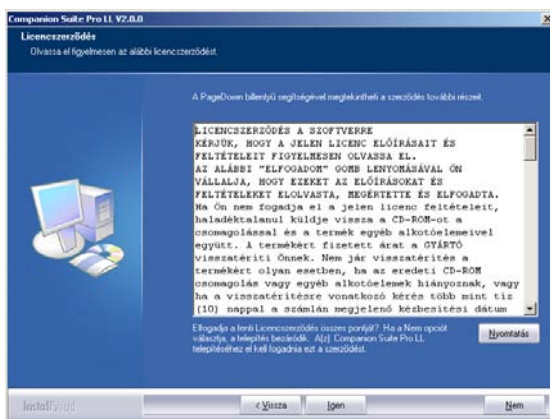 Companion Suite Pro LL V2.0.0
Licencszerződés
Olvassa el figyelmesen az alábbi licencszerződést.
A PageDown billentyű segítségével megtekintheti a szerződés további részeit.
LICENCSZERZŐDÉS A SZOFTVERRE
KÉRJÜK, HOGY A JELEN LICENC ELŐÍRÁSAIT ÉS
FELTÉTELEIT FIGYELMESEN OLVASSA EL.
AZ ALÁBBI "ELFOGADOM" GOMB LENYOMÁSÁVAL ÖN
VÁLLALJA, HOGY EZEKET AZ ELŐÍRÁSOKAT ÉS
FELTÉTELEKET ELOLVASTA, MEGÉRTETTE ÉS ELFOGADTA.
Ha Ön nem fogadja el a jelen licenc feltételeit,
haladéktalanul küldje vissza a CD-ROM-ot a
csomagolással és a termék egyéb alkotóelemeivel
együtt. A termékért fizetett árat a GYÁRTÓ
visszatéríti Önnek. Nem jár visszatérítés a
termékért olyan esetben, ha az eredeti CD-ROM
csomagolás vagy egyéb alkotóelemek hiányoznak, vagy
ha a visszatérítésre vonatkozó kérés több mint tíz
(10) nappal a számlán megjelenő kézbesítési dátum
Elfogadja a fenti Licencszerződés összes pontját? Ha a Nem opciót
választja, a telepítés bezáródik. A(z) Companion Suite Pro LL
telepítéséhez el kell fogadnia ezt a szerződést.
Nyomtatás
InstallShield
< Vissza
Igen
Nem